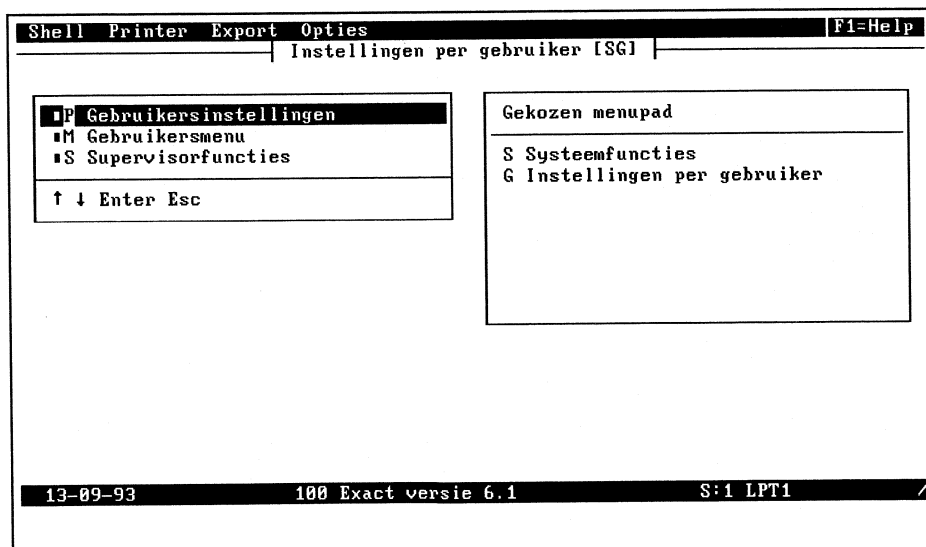 Shell Printer Export Opties F1=Help
Instellingen per gebruiker [SG]
P Gebruikersinstellingen
M Gebruikersmenu
S Supervisorfuncties
↑ ↓ Enter Esc
Gekozen menupad
S Systeemfuncties
G Instellingen per gebruiker
13-09-93 100 Exact versie 6.1 S:1 LPT1 /